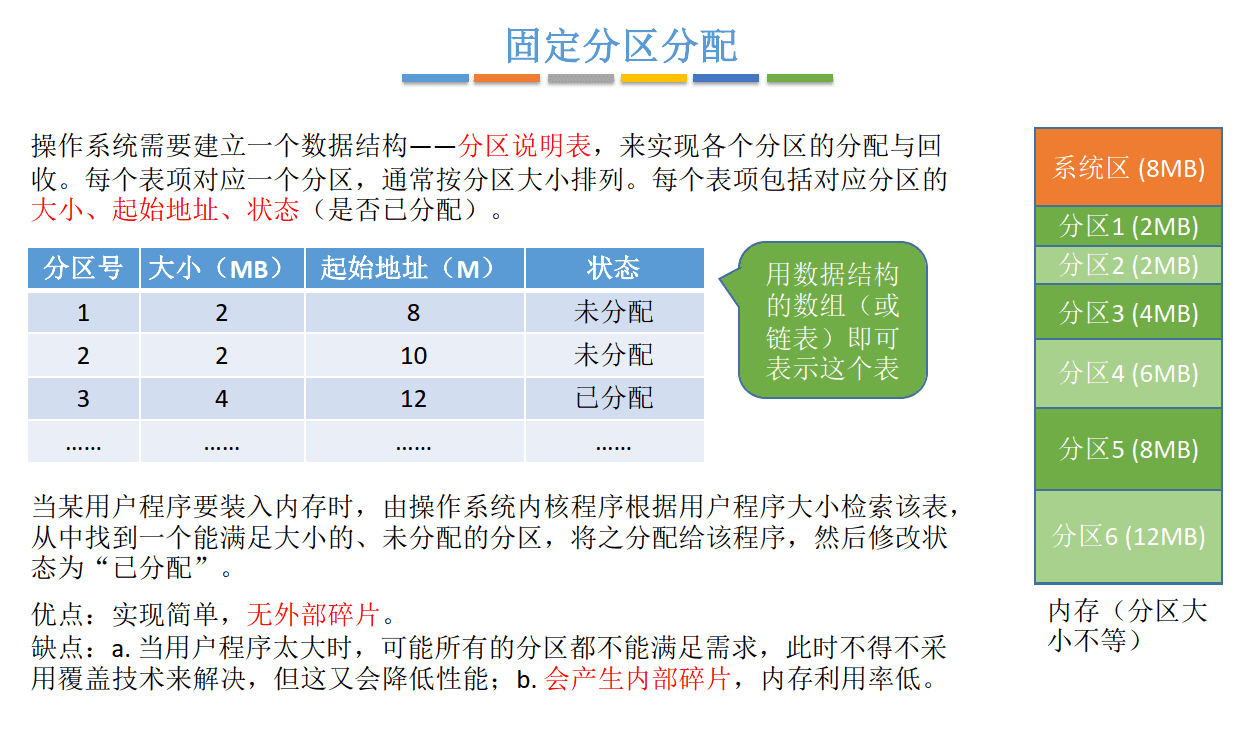 固定分区分配
操作系统需要建立一个数据结构——分区说明表，来实现各个分区的分配与回
收。每个表项对应一个分区，通常按分区大小排列。每个表项包括对应分区的
大小、起始地址、状态（是否已分配）。
分区号 大小（MB） 起始地址（M） 状态
1 2 8 未分配
2 2 10 未分配
3 4 12 已分配
…… …… …… ……
用数据结构
的数组（或
链表）即可
表示这个表
当某用户程序要装入内存时，由操作系统内核程序根据用户程序大小检索该表，
从中找到一个能满足大小的、未分配的分区，将之分配给该程序，然后修改状
态为“已分配”。
优点：实现简单，无外部碎片。
缺点：a. 当用户程序太大时，可能所有的分区都不能满足需求，此时不得不采
用覆盖技术来解决，但这又会降低性能；b. 会产生内部碎片，内存利用率低。
系统区 (8MB)
分区1 (2MB)
分区2 (2MB)
分区3 (4MB)
分区4 (6MB)
分区5 (8MB)
分区6 (12MB)
内存（分区大
小不等）